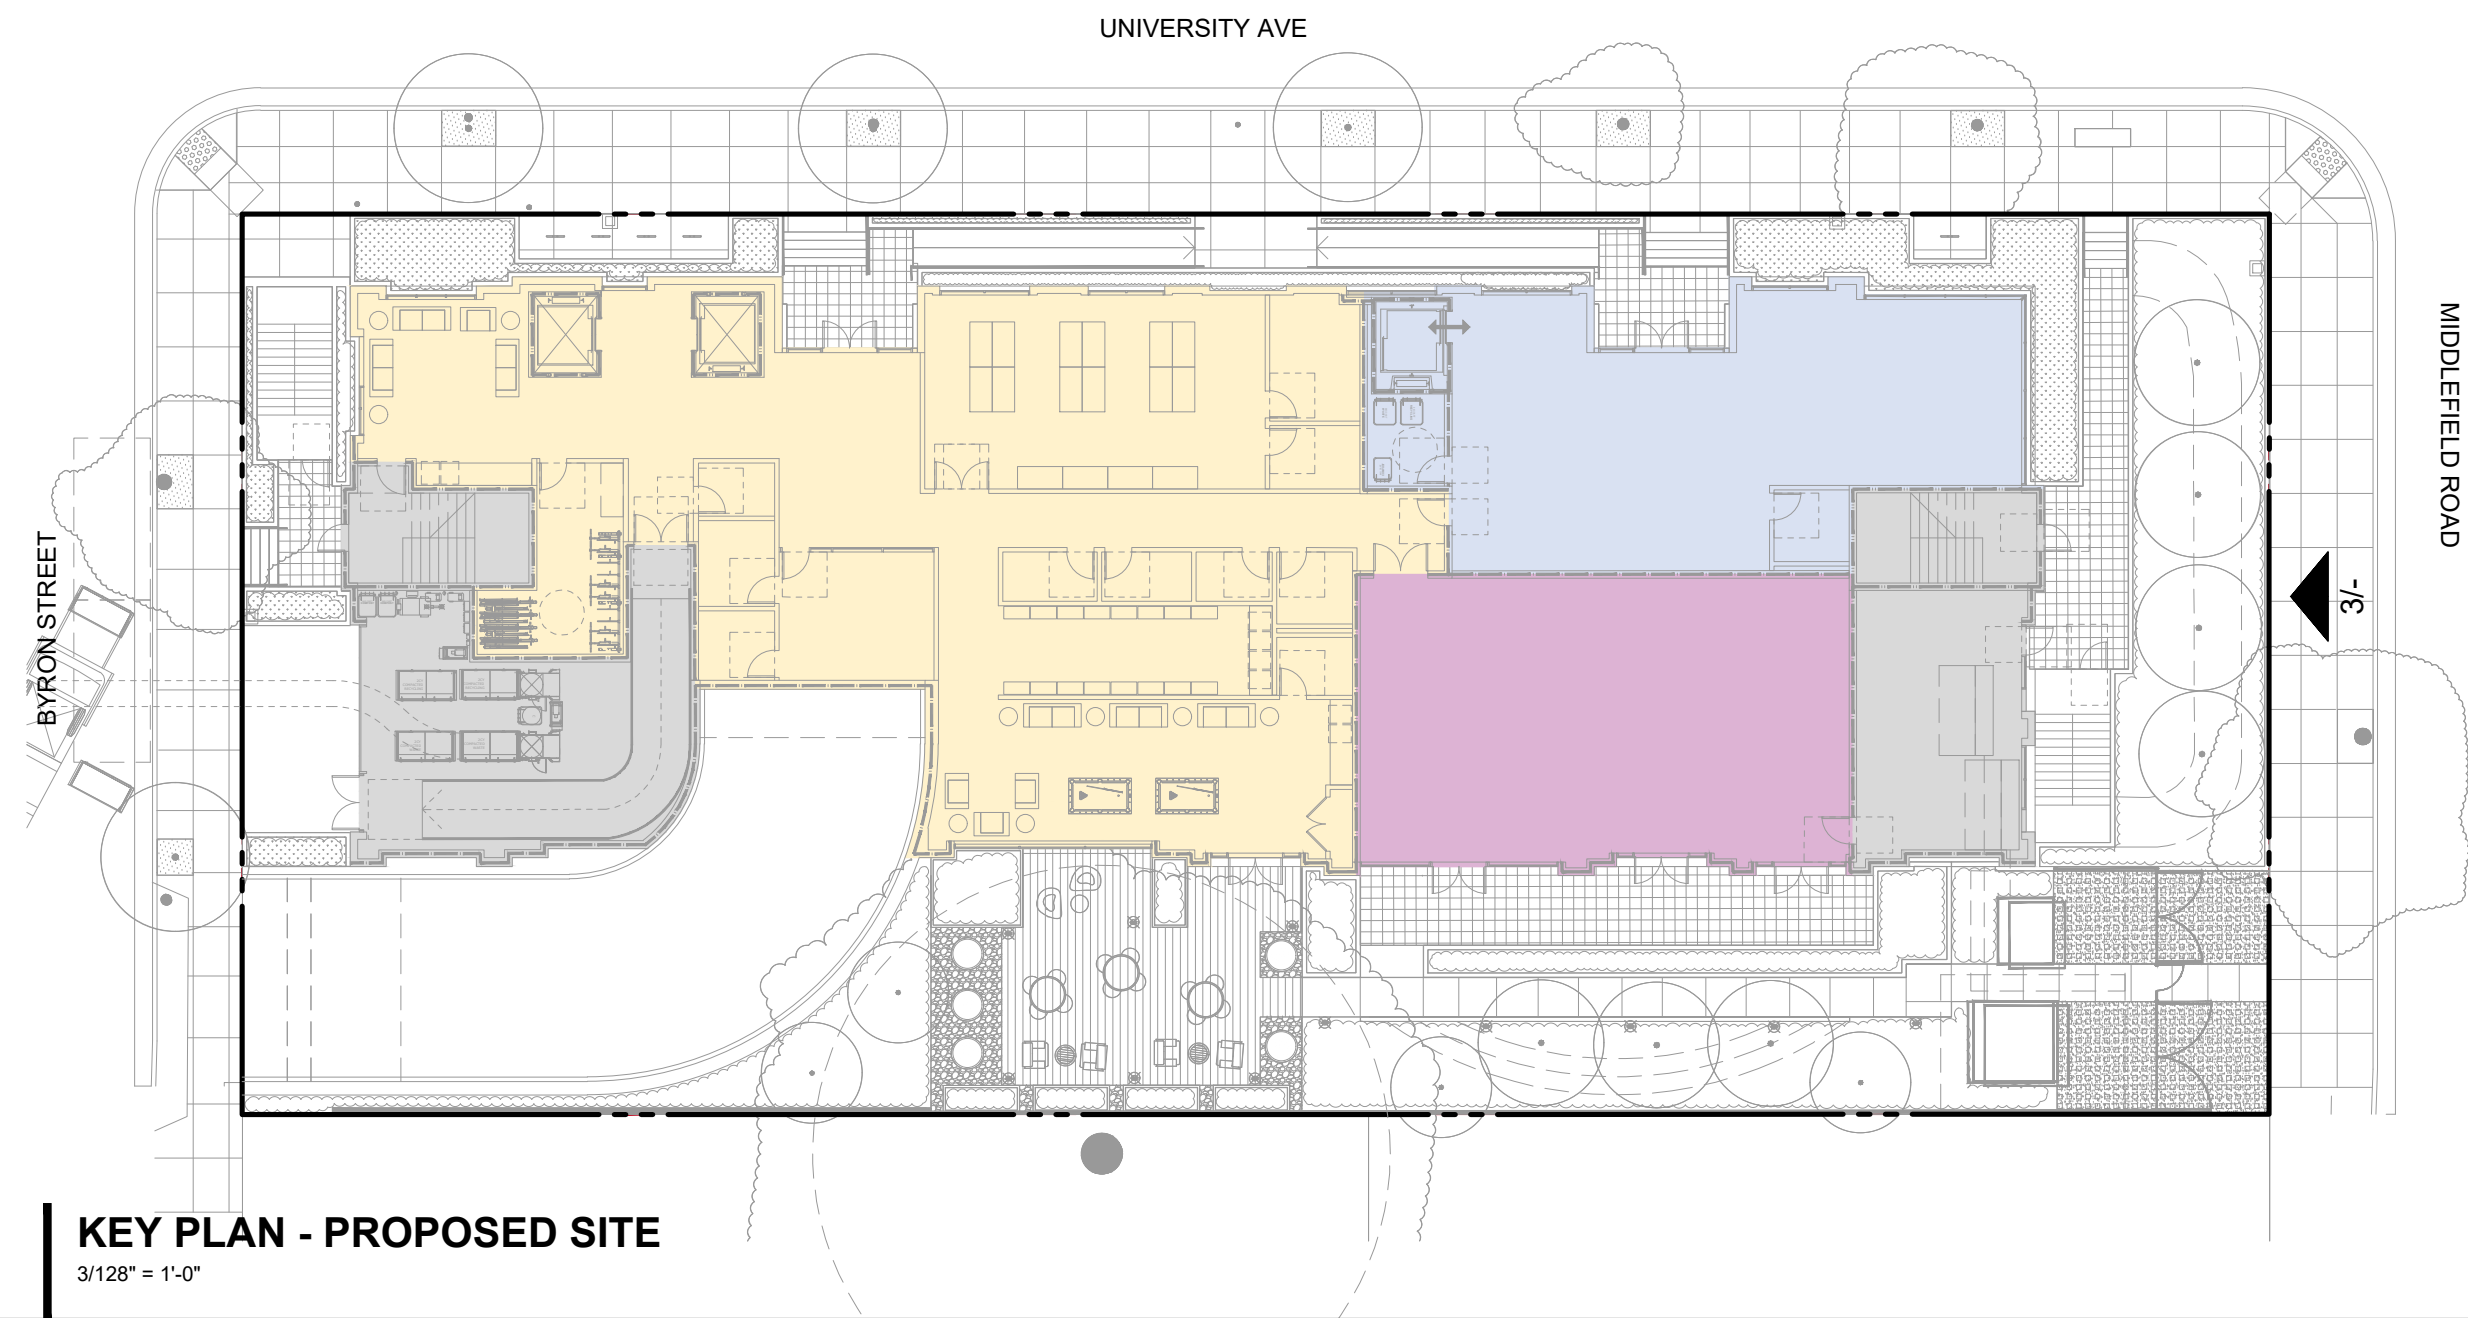 UNIVERSITY AVE
MIDDLEFIELD ROAD
BYRON STREET
3/-
KEY PLAN - PROPOSED SITE
3/128" = 1'-0"